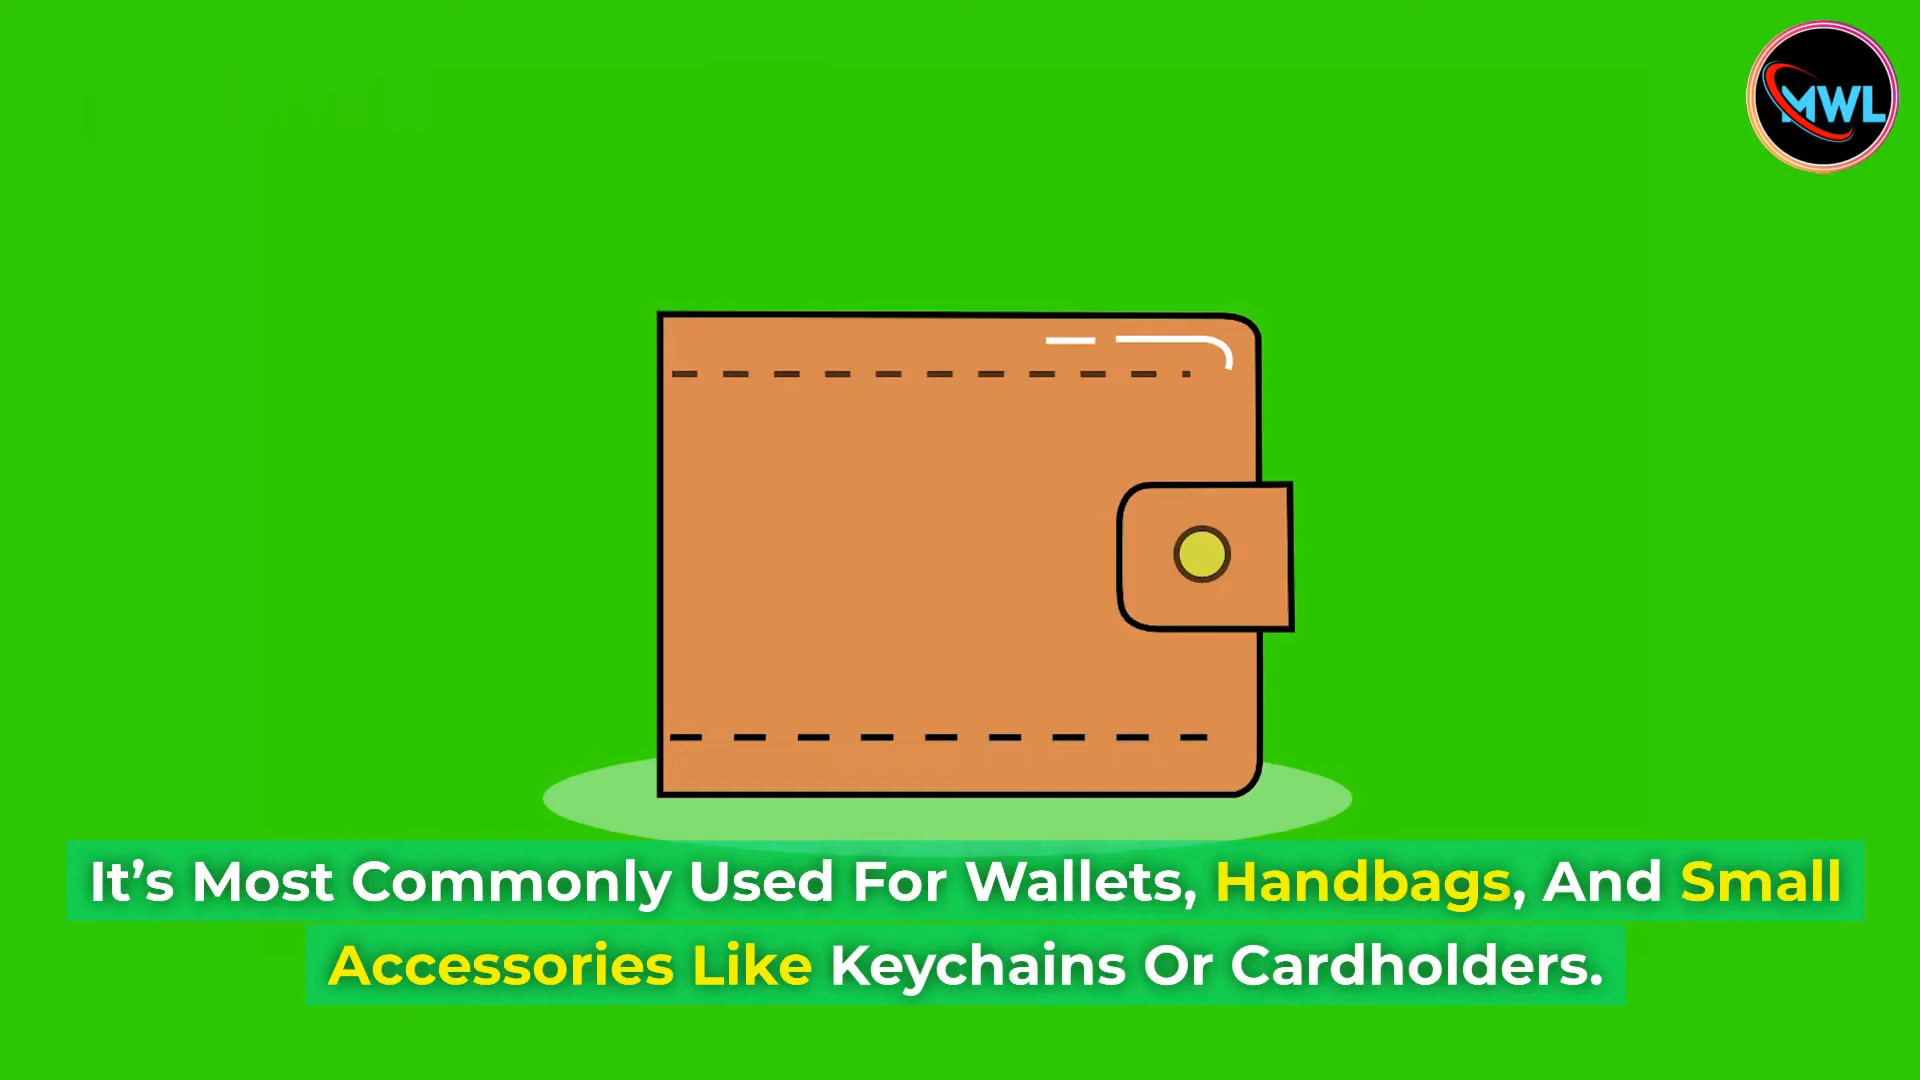 MWL
It's Most Commonly Used For Wallets, Handbags, And Small
Accessories Like Keychains Or Cardholders.